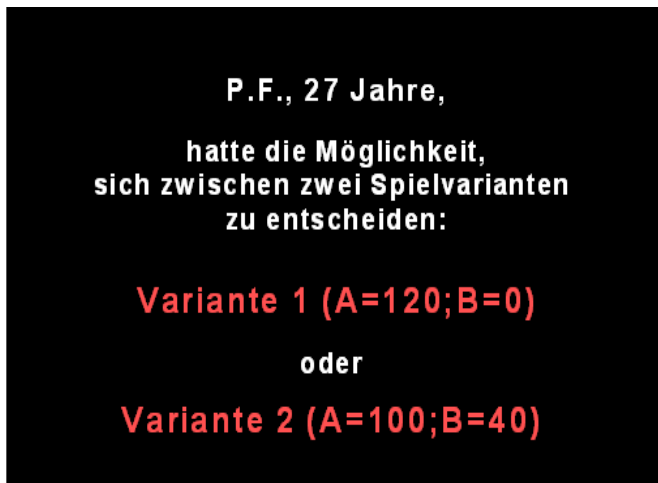 P.F., 27 Jahre,
hatte die Möglichkeit,
sich zwischen zwei Spielvarianten
zu entscheiden:
Variante 1 (A=120;B=0)
oder
Variante 2 (A=100;B=40)